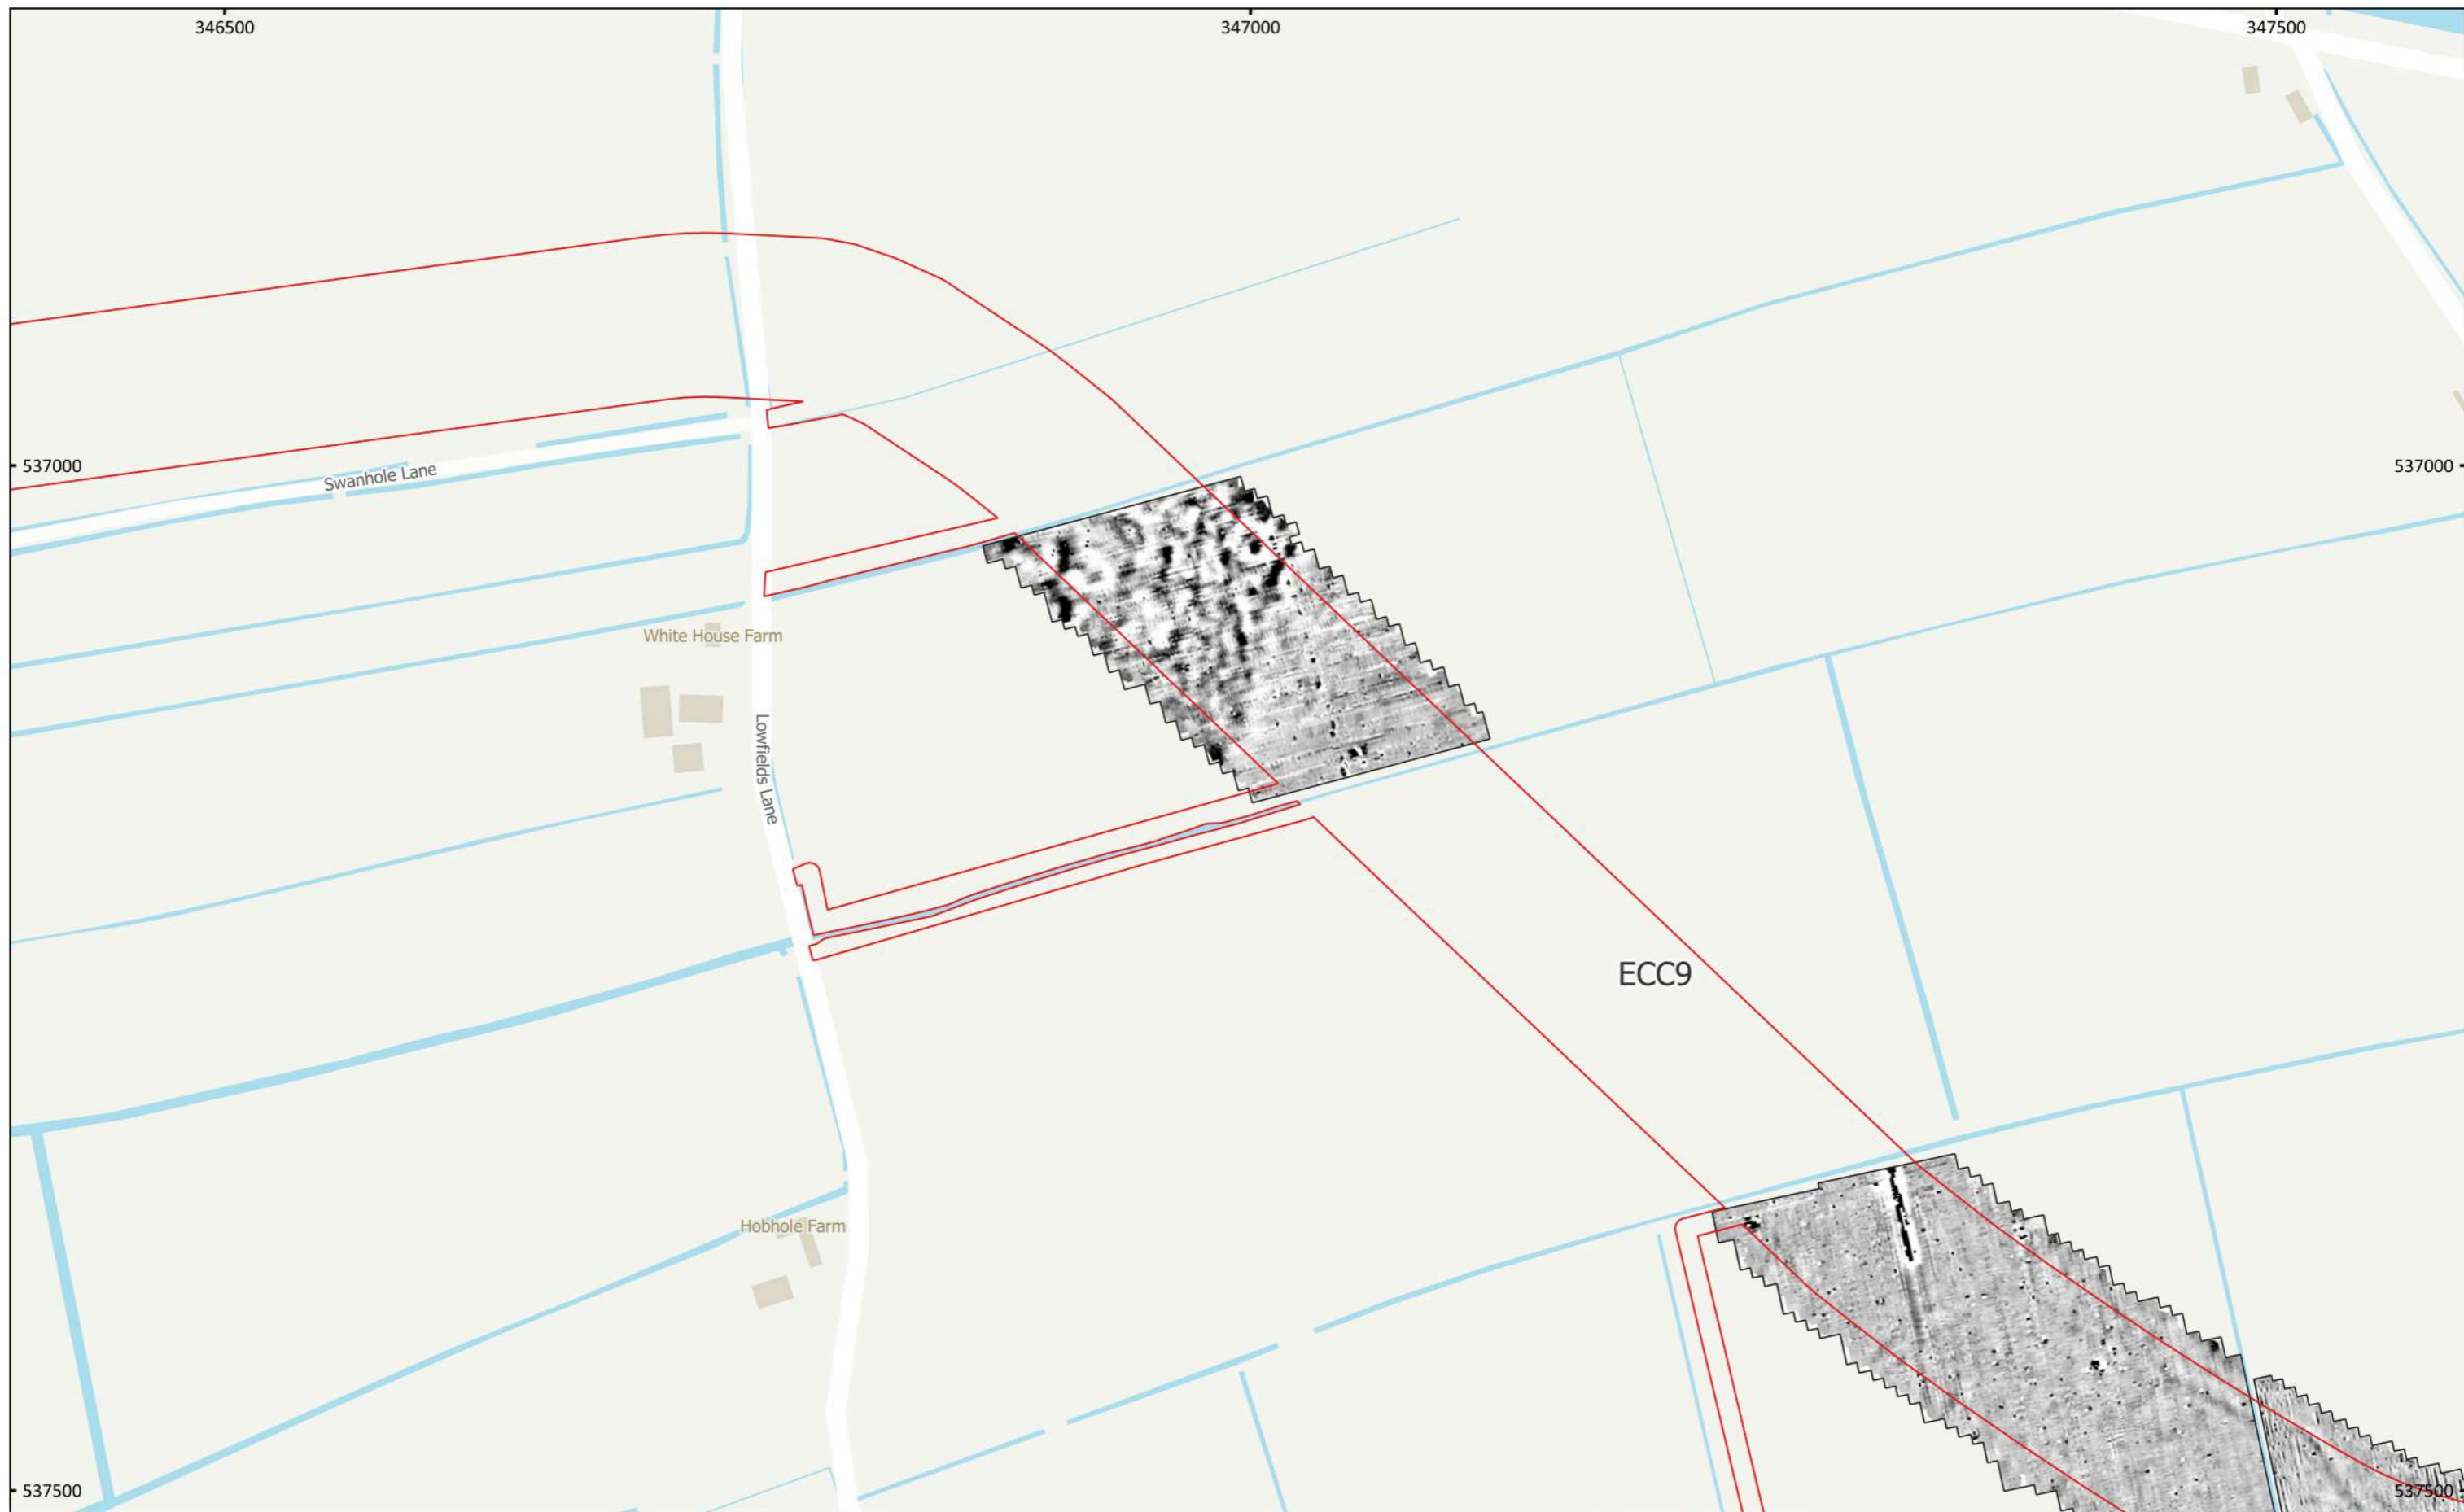 346500
347000
347500
537000
537000
Swanhole Lane
White House Farm
Lowfields Lane
ECC9
Hobhole Farm
537500
537500